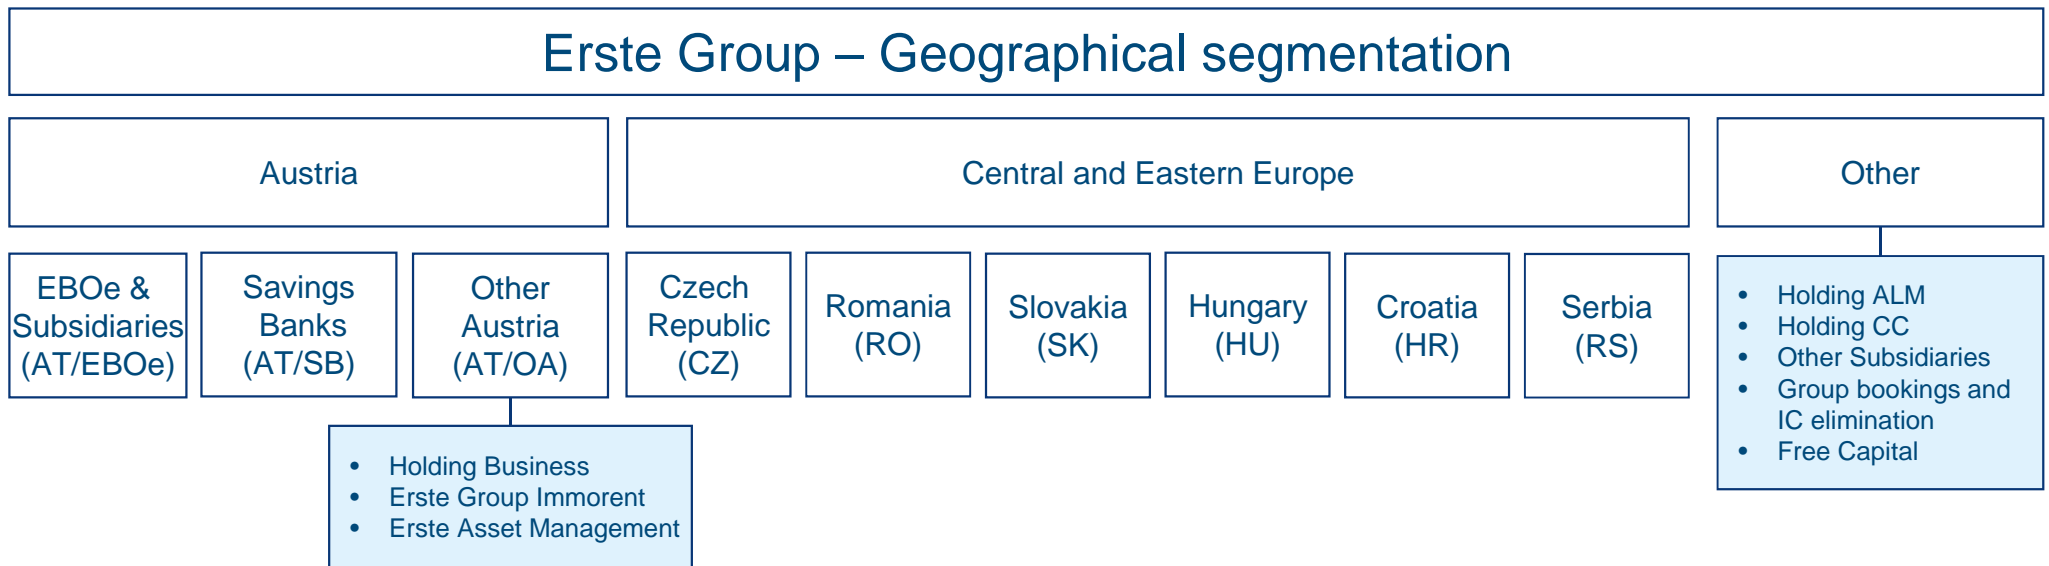 Erste Group – Geographical segmentation
Austria
Central and Eastern Europe
Other
EBOe &
Subsidiaries
(AT/EBOe)
Savings
Banks
(AT/SB)
Other
Austria
(AT/OA)
Czech
Republic
(CZ)
Romania
(RO)
Slovakia
(SK)
Hungary
(HU)
Croatia
(HR)
Serbia
(RS)
• Holding Business
• Erste Group Immorent
• Erste Asset Management
• Holding ALM
• Holding CC
• Other Subsidiaries
• Group bookings and
IC elimination
• Free Capital